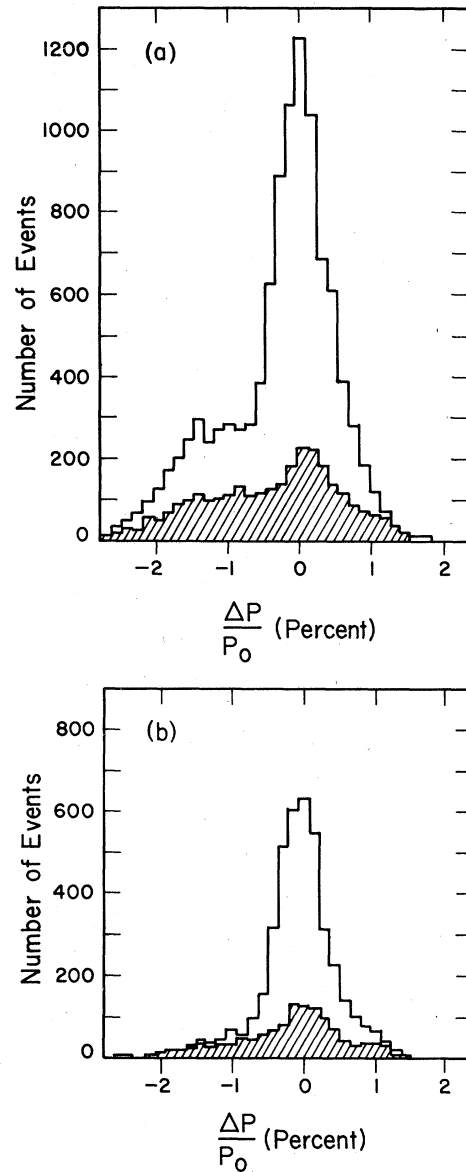 (a)
1200
1000
800
600
400
200
0
Number of Events
-2 -1 0 1 2
ΔP
P₀
(Percent)
(b)
800
600
400
200
0
Number of Events
-2 -1 0 1 2
ΔP
P₀
(Percent)